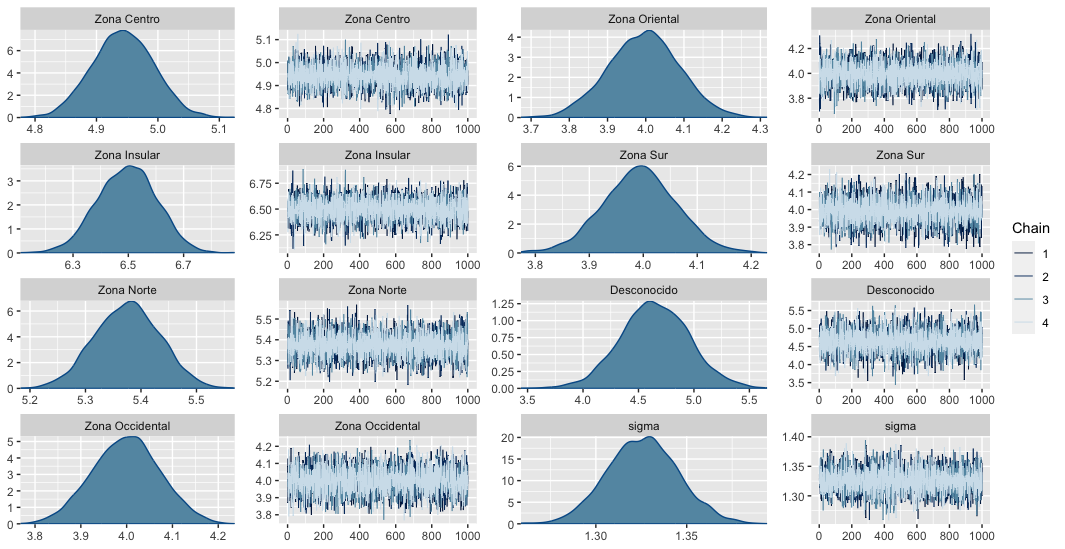 Zona Centro
Zona Centro
Zona Oriental
Zona Oriental
6
4
2
0
4.8 4.9 5.0 5.1
5.1
5.0
4.9
4.8
0 200 400 600 800 1000
4
3
2
1
0
3.7 3.8 3.9 4.0 4.1 4.2 4.3
4.2
4.0
3.8
0 200 400 600 800 1000
Zona Insular
Zona Insular
Zona Sur
Zona Sur
3
2
1
0
6.3 6.5 6.7
6.75
6.50
6.25
0 200 400 600 800 1000
6
4
2
0
3.8 3.9 4.0 4.1 4.2
4.2
4.1
4.0
3.9
3.8
0 200 400 600 800 1000
Zona Norte
Zona Norte
Desconocido
Desconocido
6
4
2
0
5.2 5.3 5.4 5.5
5.5
5.4
5.3
5.2
0 200 400 600 800 1000
1.25
1.00
0.75
0.50
0.25
0.00
3.5 4.0 4.5 5.0 5.5
5.5
5.0
4.5
4.0
3.5
0 200 400 600 800 1000
Zona Occidental
Zona Occidental
sigma
sigma
5
4
3
2
1
0
3.8 3.9 4.0 4.1 4.2
4.2
4.1
4.0
3.9
3.8
0 200 400 600 800 1000
20
15
10
5
0
1.30 1.35
1.40
1.35
1.30
0 200 400 600 800 1000
Chain
1
2
3
4